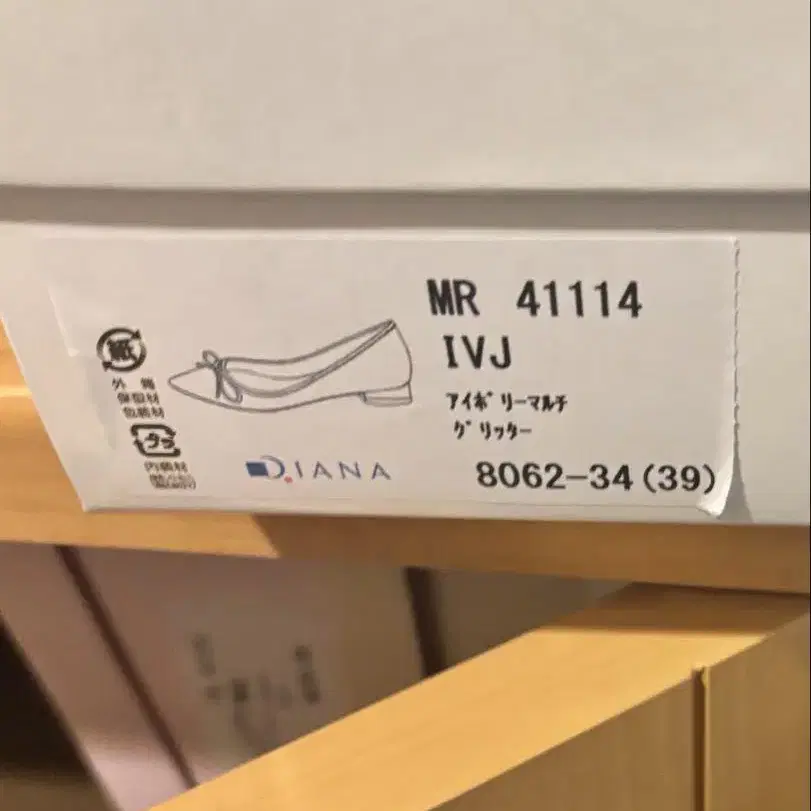 MR 41114
IVJ
ｱｲﾎﾞﾘｰﾏﾙﾁ
ｸﾞﾘｯﾀｰ
8062-34(39)
DIANA
紙
外箱
保型材
包装材
プラ
内装材